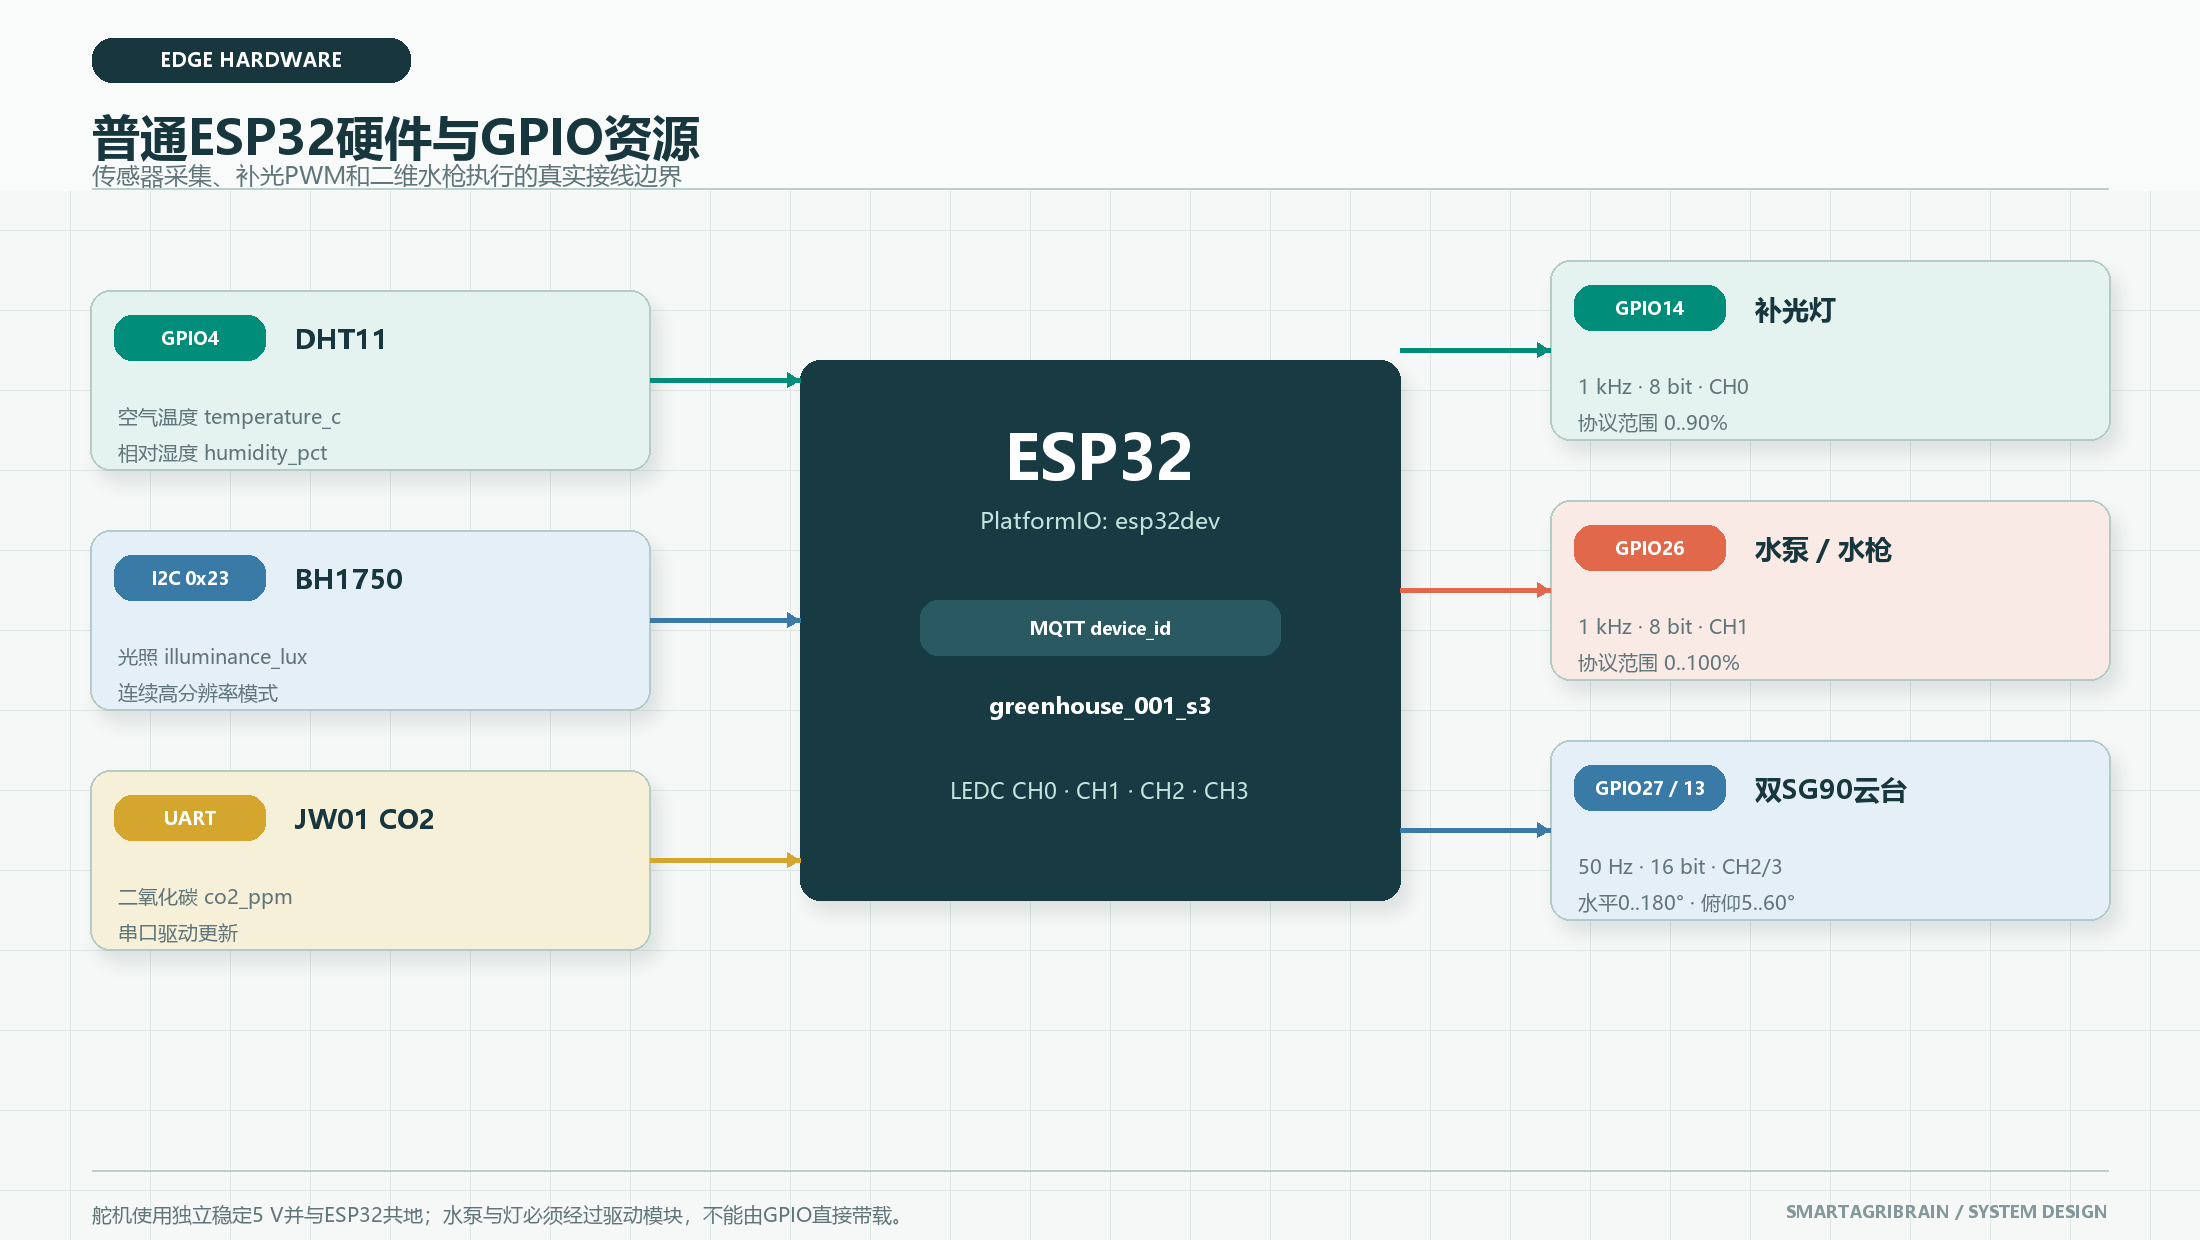 EDGE HARDWARE
普通ESP32硬件与GPIO资源
传感器采集、补光PWM和二维水枪执行的真实接线边界
GPIO4
DHT11
空气温度 temperature_c
相对湿度 humidity_pct
I2C 0x23
BH1750
光照 illuminance_lux
连续高分辨率模式
UART
JW01 CO2
二氧化碳 co2_ppm
串口驱动更新
ESP32
PlatformIO: esp32dev
MQTT device_id
greenhouse_001_s3
LEDC CH0 · CH1 · CH2 · CH3
GPIO14
补光灯
1 kHz · 8 bit · CH0
协议范围 0..90%
GPIO26
水泵 / 水枪
1 kHz · 8 bit · CH1
协议范围 0..100%
GPIO27 / 13
双SG90云台
50 Hz · 16 bit · CH2/3
水平0..180° · 俯仰5..60°
舵机使用独立稳定5 V并与ESP32共地；水泵与灯必须经过驱动模块，不能由GPIO直接带载。
SMARTAGRIBRAIN / SYSTEM DESIGN